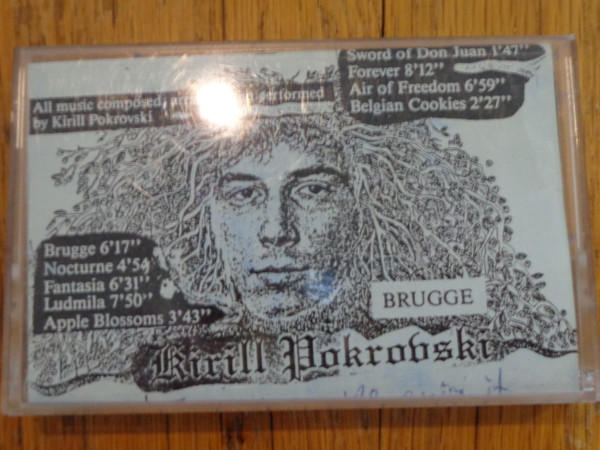 Sword of Don Juan 1'47''
Forever 8'12''
Air of Freedom 6'59''
Belgian Cookies 2'27''
All music composed, performed
by Kirill Pokrovski
Brugge 6'17''
Nocturne 4'54
Fantasia 6'31''
Ludmila 7'50''
Apple Blossoms 3'43''
BRUGGE
Kirill Pokrovski